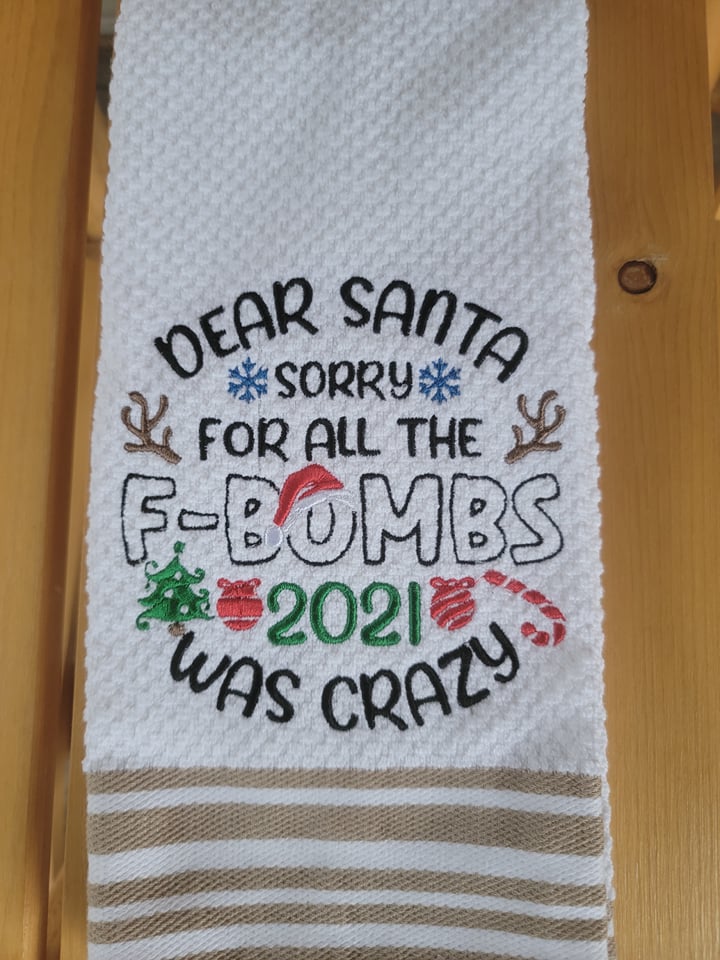 DEAR SANTA
SORRY
FOR ALL THE
F-BOMBS
2021
WAS CRAZY